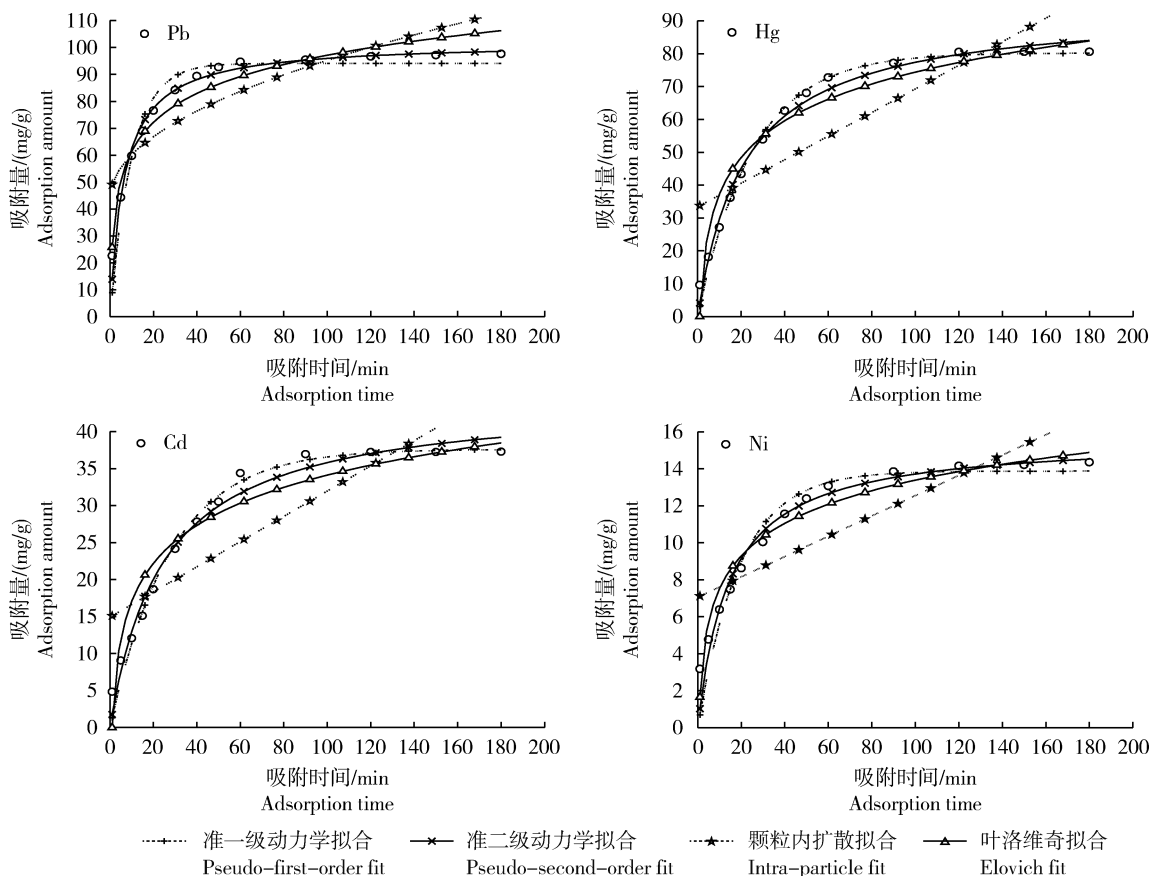 110
100
90
80
70
60
50
40
30
20
10
0
吸附量/(mg/g)
Adsorption amount
Pb
0 20 40 60 80 100 120 140 160 180 200
吸附时间/min
Adsorption time
90
80
70
60
50
40
30
20
10
0
吸附量/(mg/g)
Adsorption amount
Hg
0 20 40 60 80 100 120 140 160 180 200
吸附时间/min
Adsorption time
40
35
30
25
20
15
10
5
0
吸附量/(mg/g)
Adsorption amount
Cd
0 20 40 60 80 100 120 140 160 180 200
吸附时间/min
Adsorption time
16
14
12
10
8
6
4
2
0
吸附量/(mg/g)
Adsorption amount
Ni
0 20 40 60 80 100 120 140 160 180 200
吸附时间/min
Adsorption time
准一级动力学拟合 准二级动力学拟合 颗粒内扩散拟合 叶洛维奇拟合
Pseudo-first-order fit Pseudo-second-order fit Intra-particle fit Elovich fit